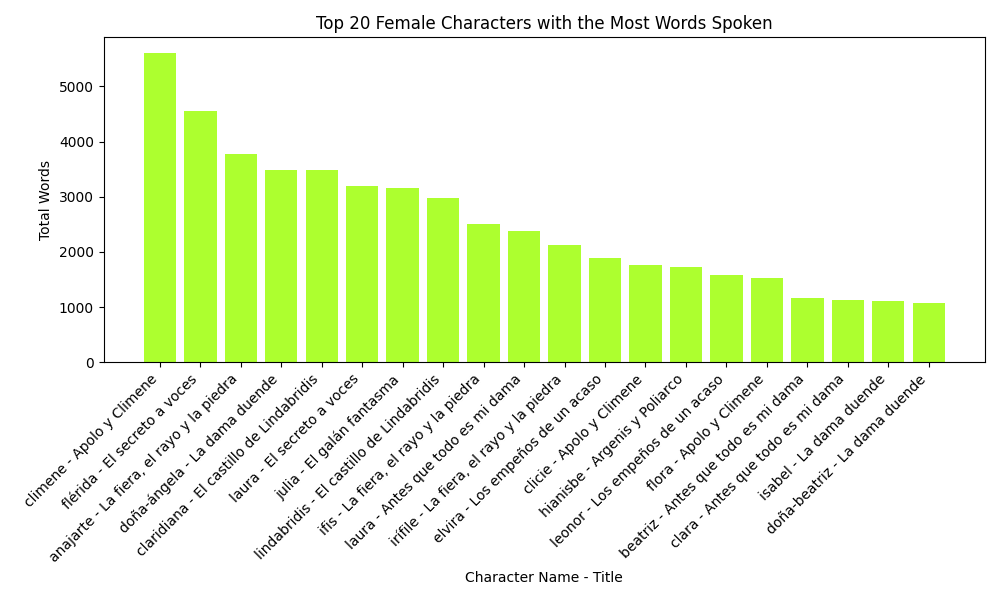 Top 20 Female Characters with the Most Words Spoken
Total Words
5000
4000
3000
2000
1000
0
climene - Apolo y Climene
flérida - El secreto a voces
anajarte - La fiera, el rayo y la piedra
doña-ángela - La dama duende
claridiana - El castillo de Lindabridis
laura - El secreto a voces
julia - El galán fantasma
lindabridis - El castillo de Lindabridis
ifis - La fiera, el rayo y la piedra
laura - Antes que todo es mi dama
irífile - La fiera, el rayo y la piedra
elvira - Los empeños de un acaso
clicie - Apolo y Climene
hianisbe - Argenis y Poliarco
leonor - Los empeños de un acaso
flora - Apolo y Climene
beatriz - Antes que todo es mi dama
clara - Antes que todo es mi dama
isabel - La dama duende
doña-beatriz - La dama duende
Character Name - Title